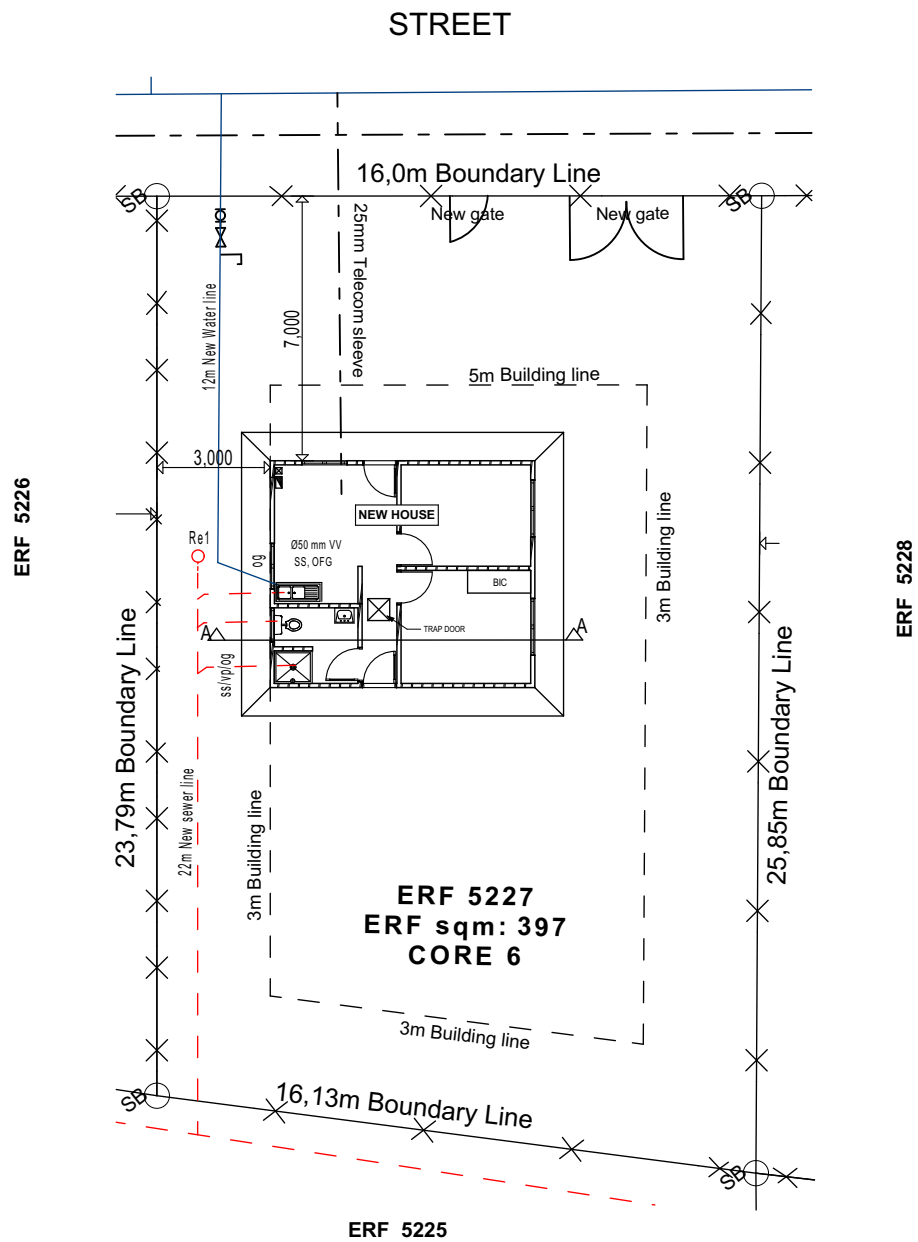 STREET
16,0m Boundary Line
SB
SB
New gate
New gate
25mm Telecom sleeve
12m New Water line
7,000
5m Building line
3,000
ERF 5226
NEW HOUSE
3m Building line
Re1
og
Ø50 mm VV
SS, OFG
BIC
ERF 5228
TRAP DOOR
A
A
ss/vp/og
23,79m Boundary Line
25,85m Boundary Line
22m New sewer line
3m Building line
ERF 5227
ERF sqm: 397
CORE 6
3m Building line
16,13m Boundary Line
SB
SB
ERF 5225